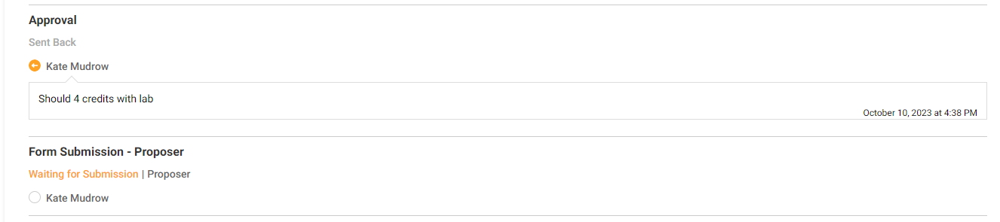 Approval
Sent Back
Kate Mudrow
Should 4 credits with lab
October 10, 2023 at 4:38 PM
Form Submission - Proposer
Waiting for Submission | Proposer
Kate Mudrow